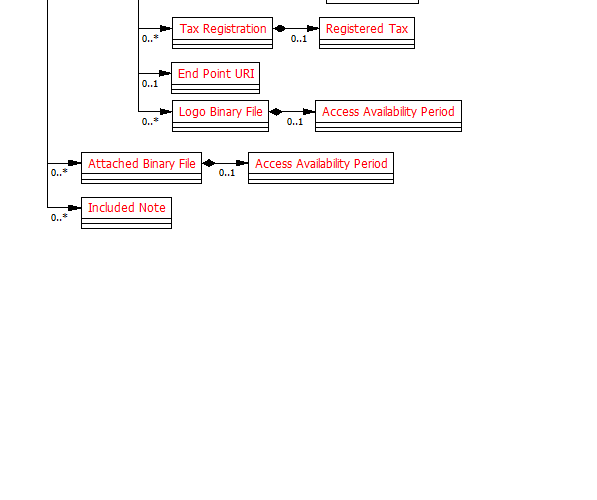 Tax Registration
Registered Tax
0..*
0..1
End Point URI
0..1
Logo Binary File
Access Availability Period
0..*
0..1
Attached Binary File
Access Availability Period
0..*
0..1
Included Note
0..*